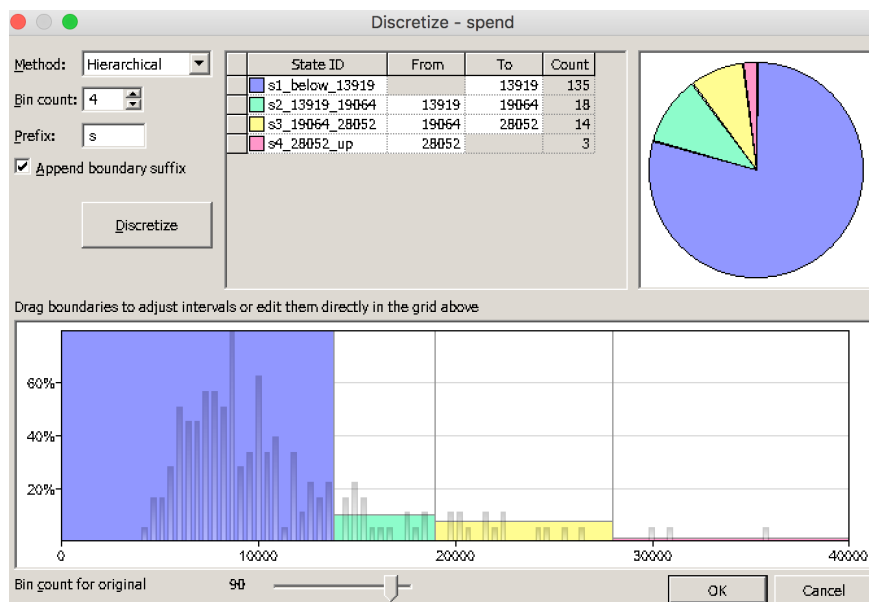 Discretize - spend
Method: Hierarchical
Bin count: 4
Prefix: s
Append boundary suffix
Discretize
State ID From To Count
s1_below_13919 13919 135
s2_13919_19064 13919 19064 18
s3_19064_28052 19064 28052 14
s4_28052_up 28052 3
Drag boundaries to adjust intervals or edit them directly in the grid above
60%
40%
20%
0 10000 20000 30000 40000
Bin count for original 90
OK Cancel